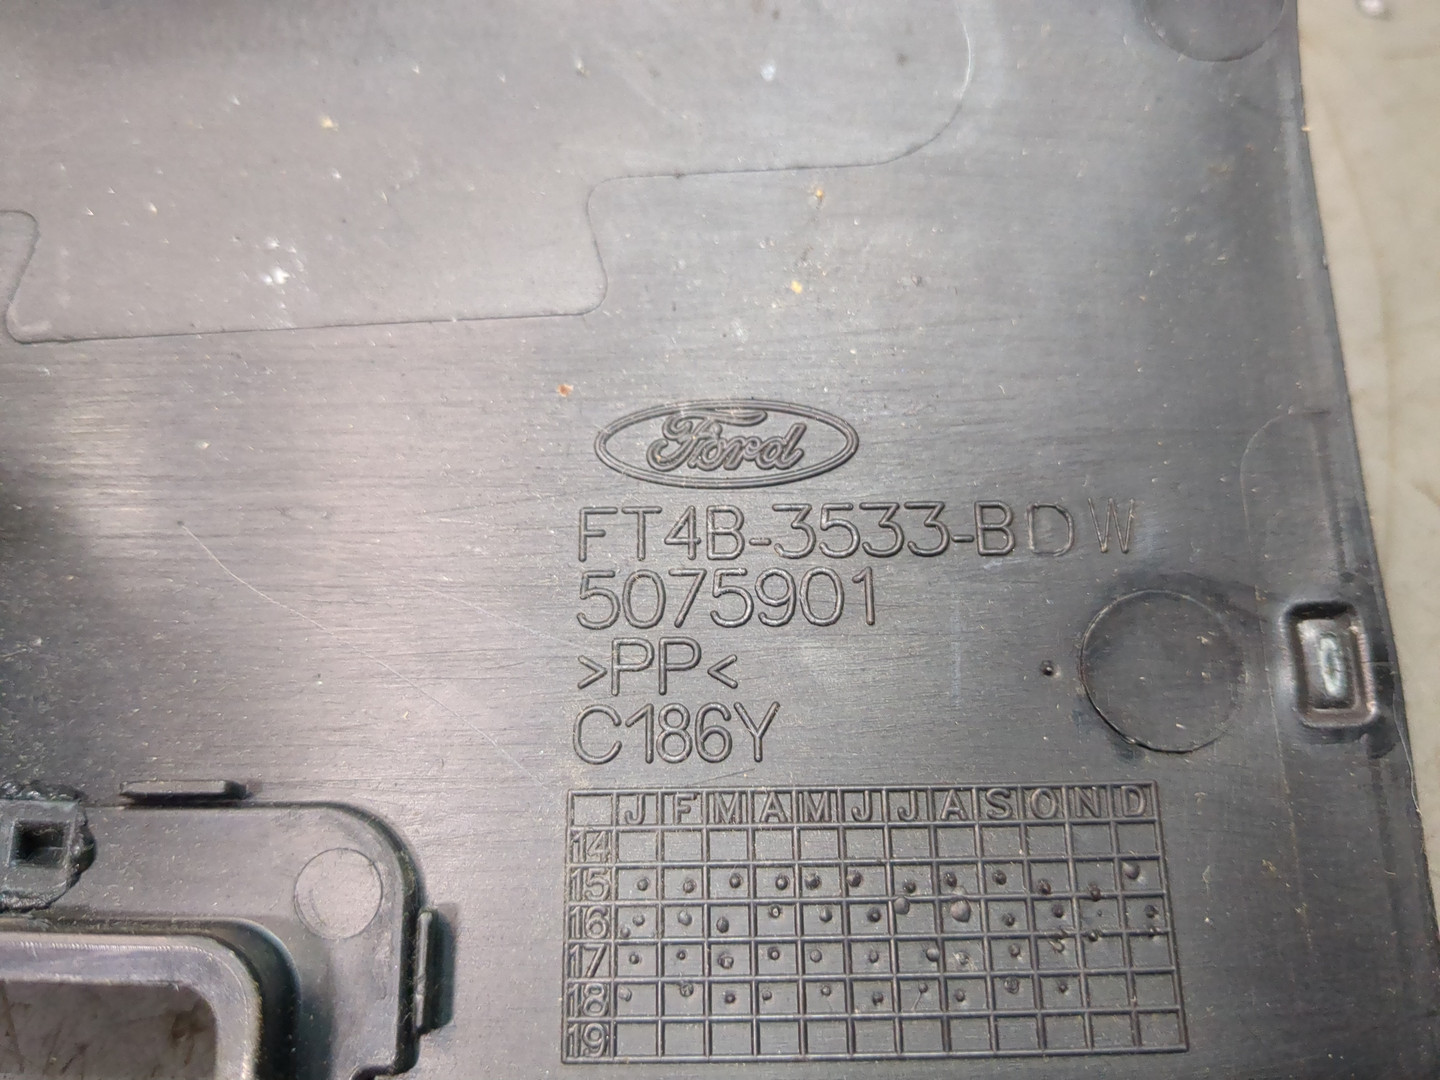 Ford
FT4B-3533-BDW
5075901
>PP<
C186Y
J F M A M J J A S O N D
14
15
16
17
18
19